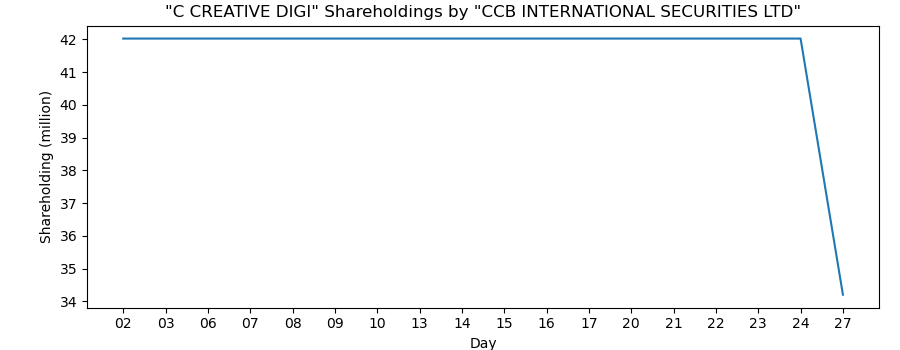 "C CREATIVE DIGI" Shareholdings by "CCB INTERNATIONAL SECURITIES LTD"
Shareholding (million)
42
41
40
39
38
37
36
35
34
02 03 06 07 08 09 10 13 14 15 16 17 20 21 22 23 24 27
Day